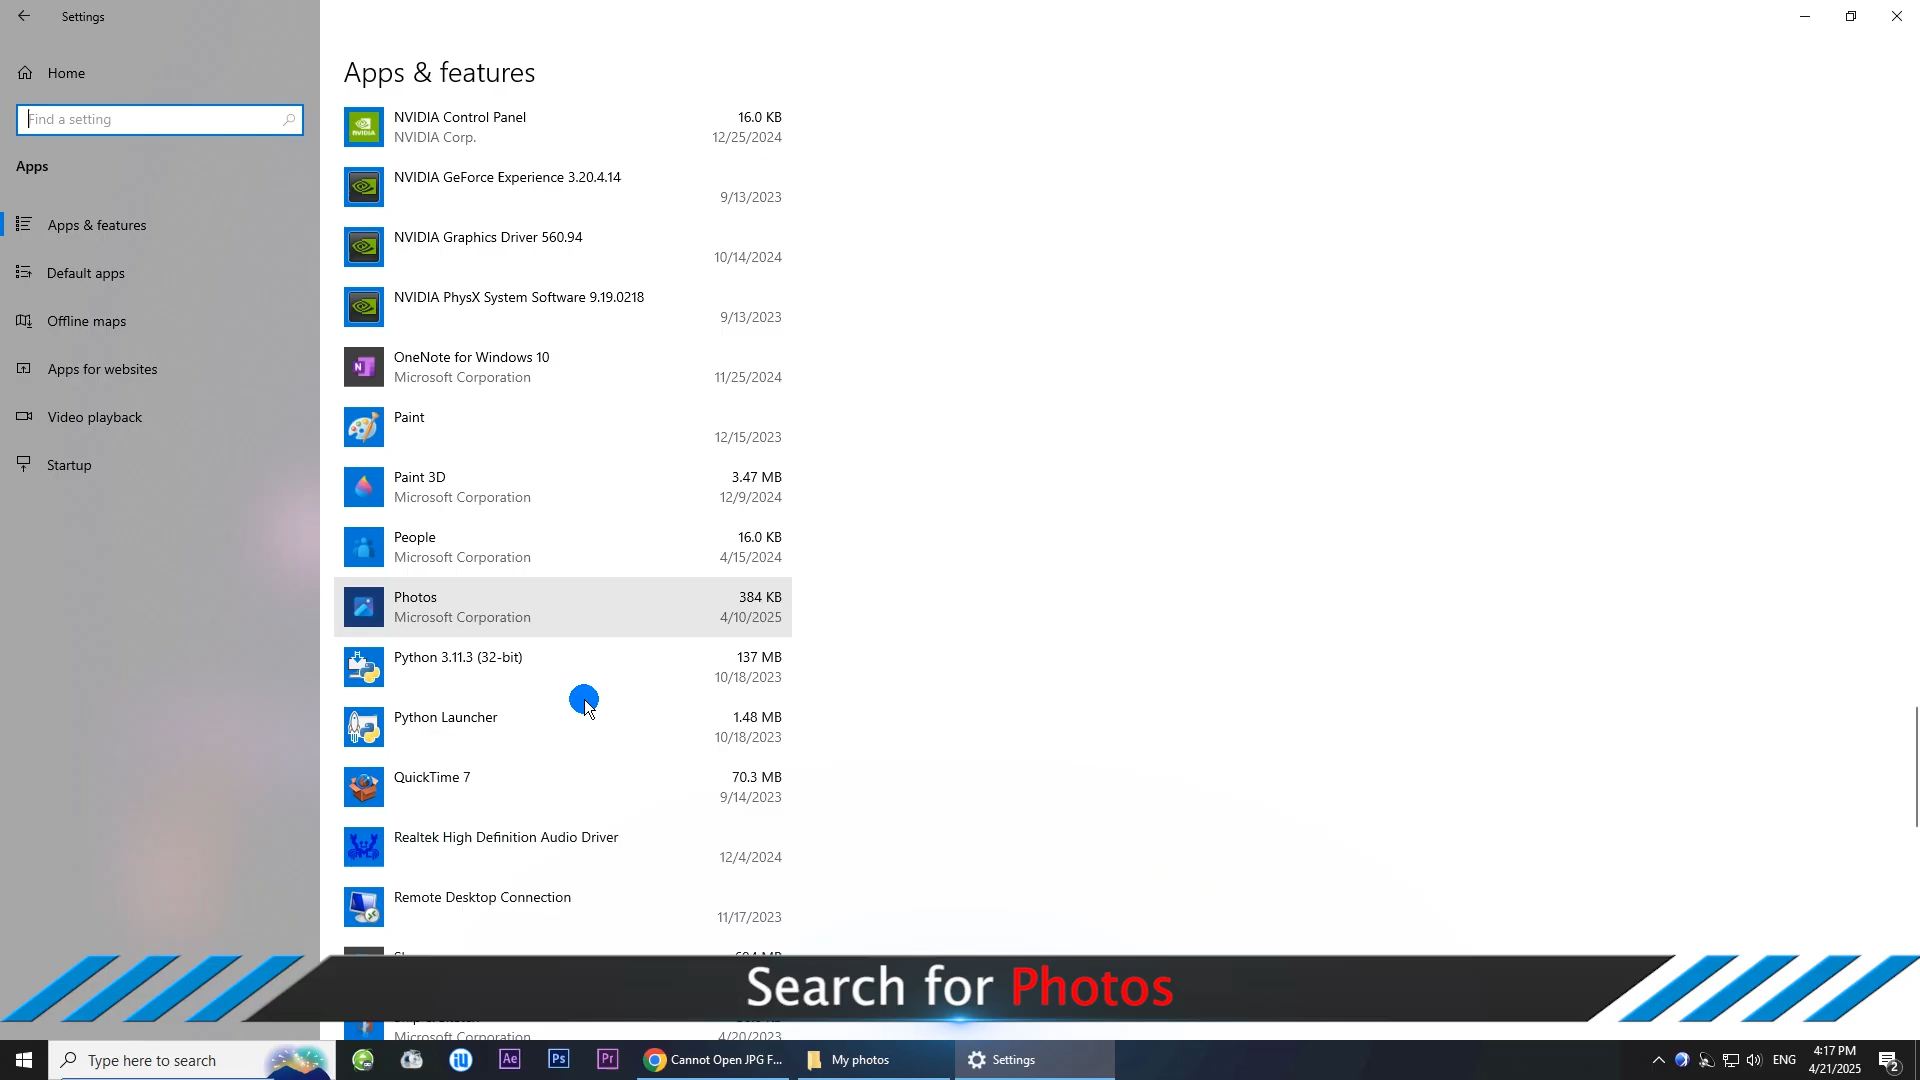 Settings
Home
Find a setting
Apps
Apps & features
Default apps
Offline maps
Apps for websites
Video playback
Startup
Apps & features
NVIDIA Control Panel 16.0 KB
NVIDIA Corp. 12/25/2024
NVIDIA GeForce Experience 3.20.4.14
9/13/2023
NVIDIA Graphics Driver 560.94
10/14/2024
NVIDIA PhysX System Software 9.19.0218
9/13/2023
OneNote for Windows 10
Microsoft Corporation 11/25/2024
Paint
12/15/2023
Paint 3D 3.47 MB
Microsoft Corporation 12/9/2024
People 16.0 KB
Microsoft Corporation 4/15/2024
Photos 384 KB
Microsoft Corporation 4/10/2025
Python 3.11.3 (32-bit) 137 MB
10/18/2023
Python Launcher 1.48 MB
10/18/2023
QuickTime 7 70.3 MB
9/14/2023
Realtek High Definition Audio Driver
12/4/2024
Remote Desktop Connection
11/17/2023
Search for Photos
Microsoft Corporation 4/20/2023
Type here to search
Ae
Ps
Pr
Cannot Open JPG F...
My photos
Settings
ENG
4:17 PM
4/21/2025
2